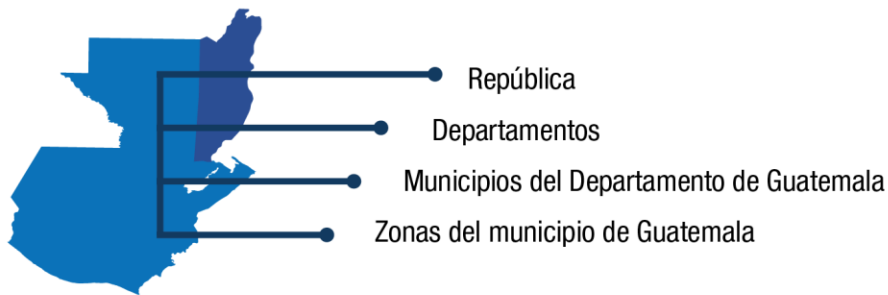 República
Departamentos
Municipios del Departamento de Guatemala
Zonas del municipio de Guatemala